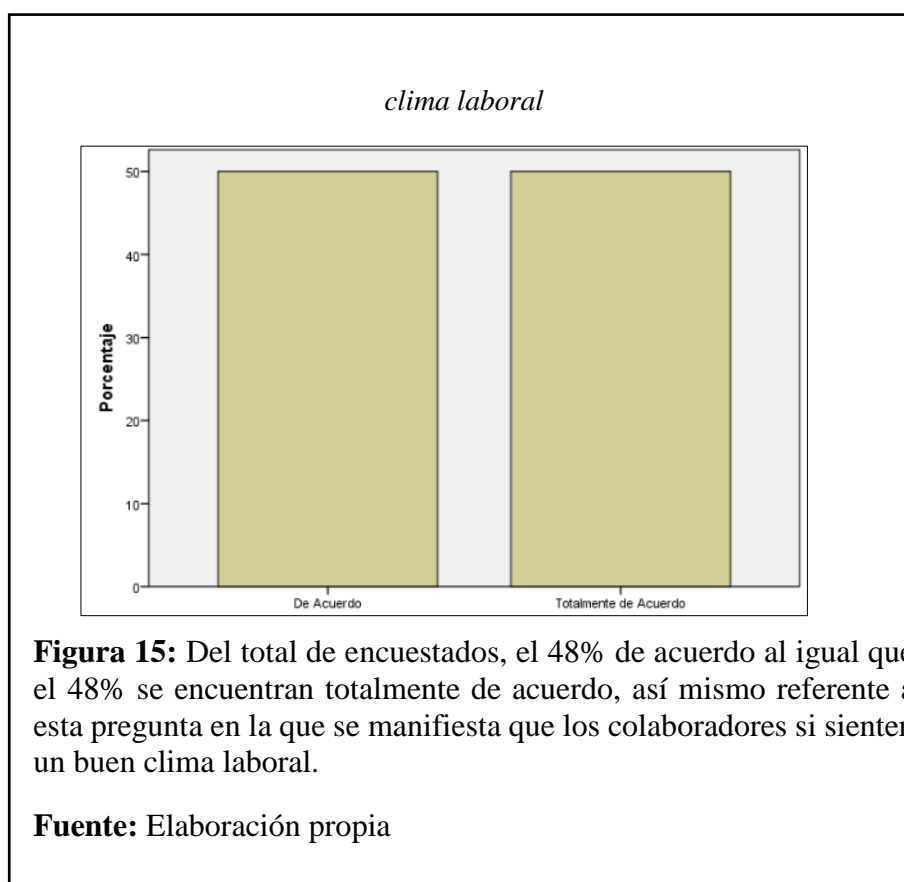 clima laboral
50
40
30
20
10
0
Porcentaje
De Acuerdo
Totalmente de Acuerdo
Figura 15: Del total de encuestados, el 48% de acuerdo al igual que
el 48% se encuentran totalmente de acuerdo, así mismo referente a
esta pregunta en la que se manifiesta que los colaboradores si sienten
un buen clima laboral.
Fuente: Elaboración propia